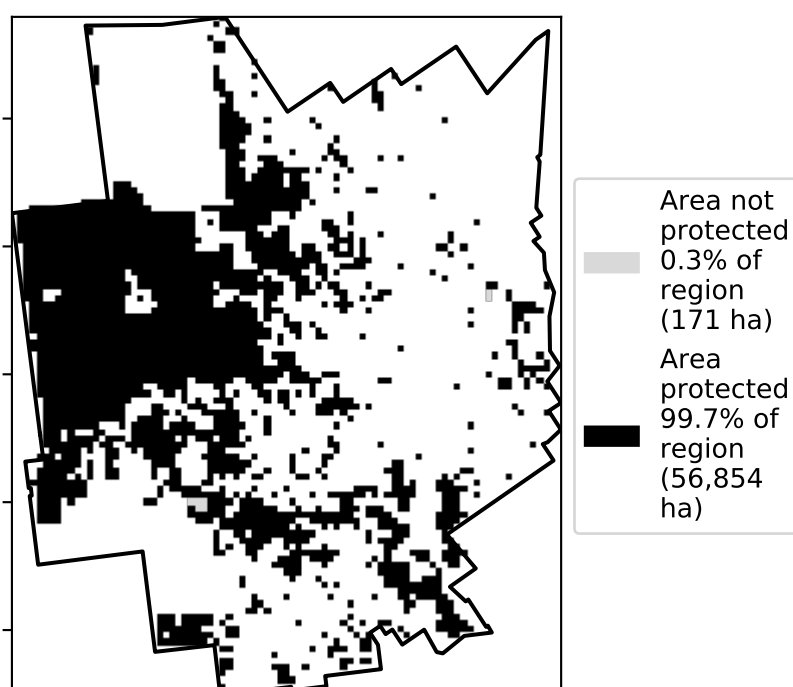 Area not
protected
0.3% of
region
(171 ha)
Area
protected
99.7% of
region
(56,854
ha)